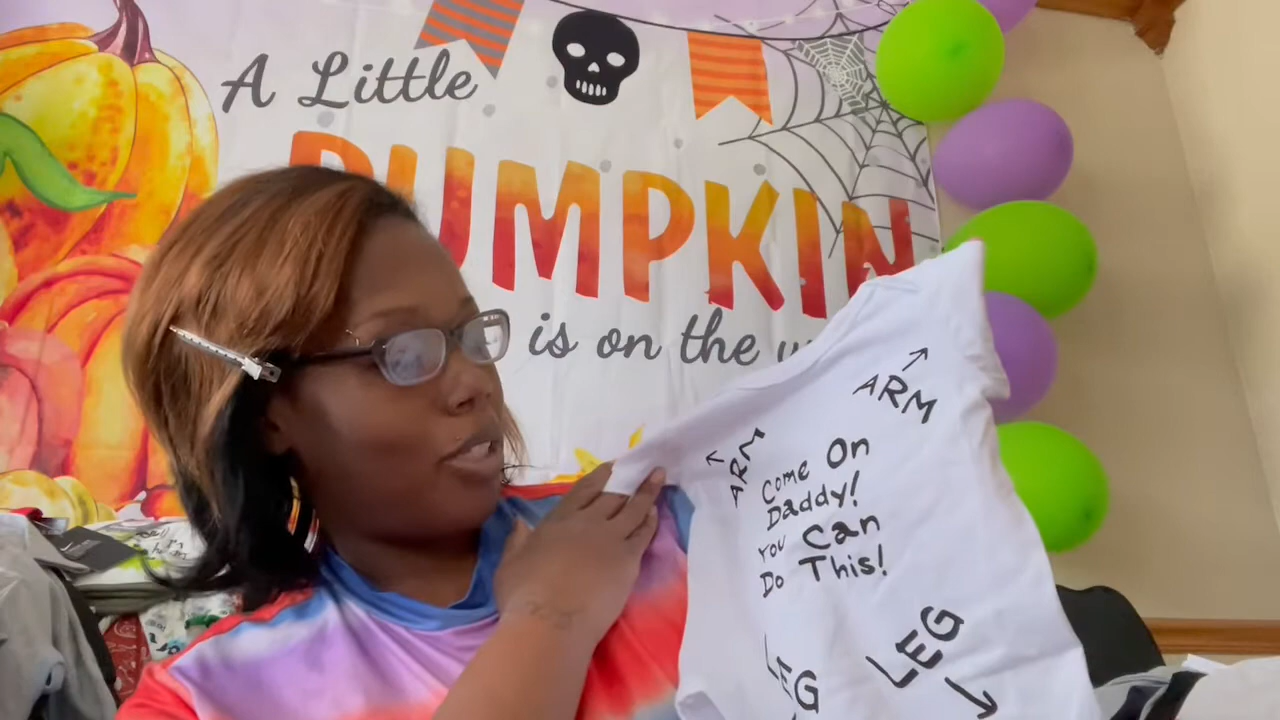 A Little
PUMPKIN
is on the
ARM
ARM
Come On
Daddy!
You Can
Do This!
LEG
LEG